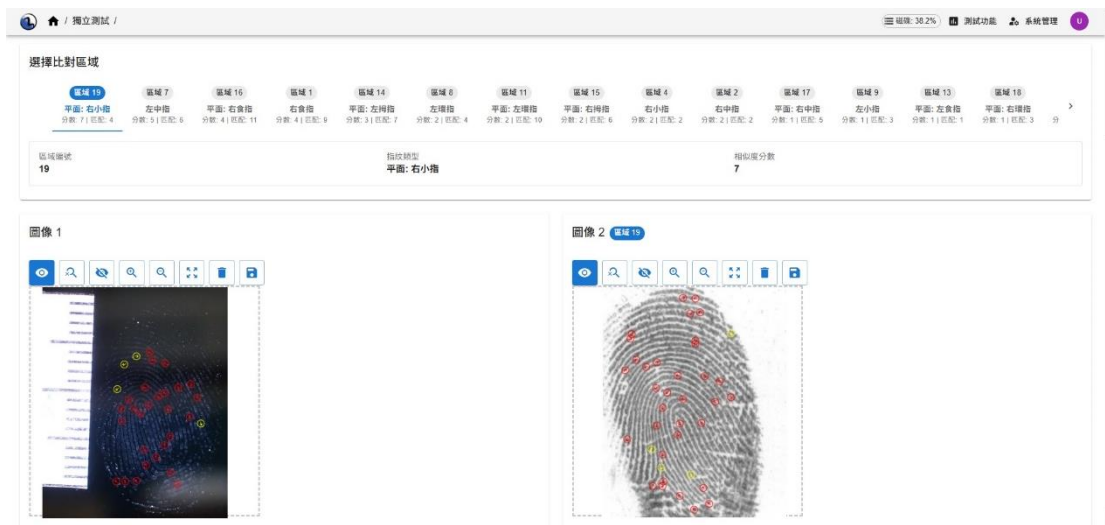 / 獨立測試 /
磁碟: 38.2% 測試功能 系統管理 U
選擇比對區域
區域 19 區域 7 區域 16 區域 1 區域 14 區域 8 區域 11 區域 15 區域 4 區域 2 區域 17 區域 9 區域 13 區域 18
平面: 右小指 左中指 平面: 右食指 右食指 平面: 左拇指 左環指 平面: 左環指 平面: 右拇指 右小指 右中指 平面: 右中指 左小指 平面: 左食指 平面: 右環指
分數: 7 | 匹配: 4 分數: 5 | 匹配: 6 分數: 4 | 匹配: 11 分數: 4 | 匹配: 9 分數: 3 | 匹配: 7 分數: 2 | 匹配: 4 分數: 2 | 匹配: 10 分數: 2 | 匹配: 6 分數: 2 | 匹配: 2 分數: 2 | 匹配: 2 分數: 1 | 匹配: 5 分數: 1 | 匹配: 3 分數: 1 | 匹配: 1 分數: 1 | 匹配: 3 分
區域編號 指紋類型 相似度分數
19 平面: 右小指 7
圖像 1 圖像 2 區域 19